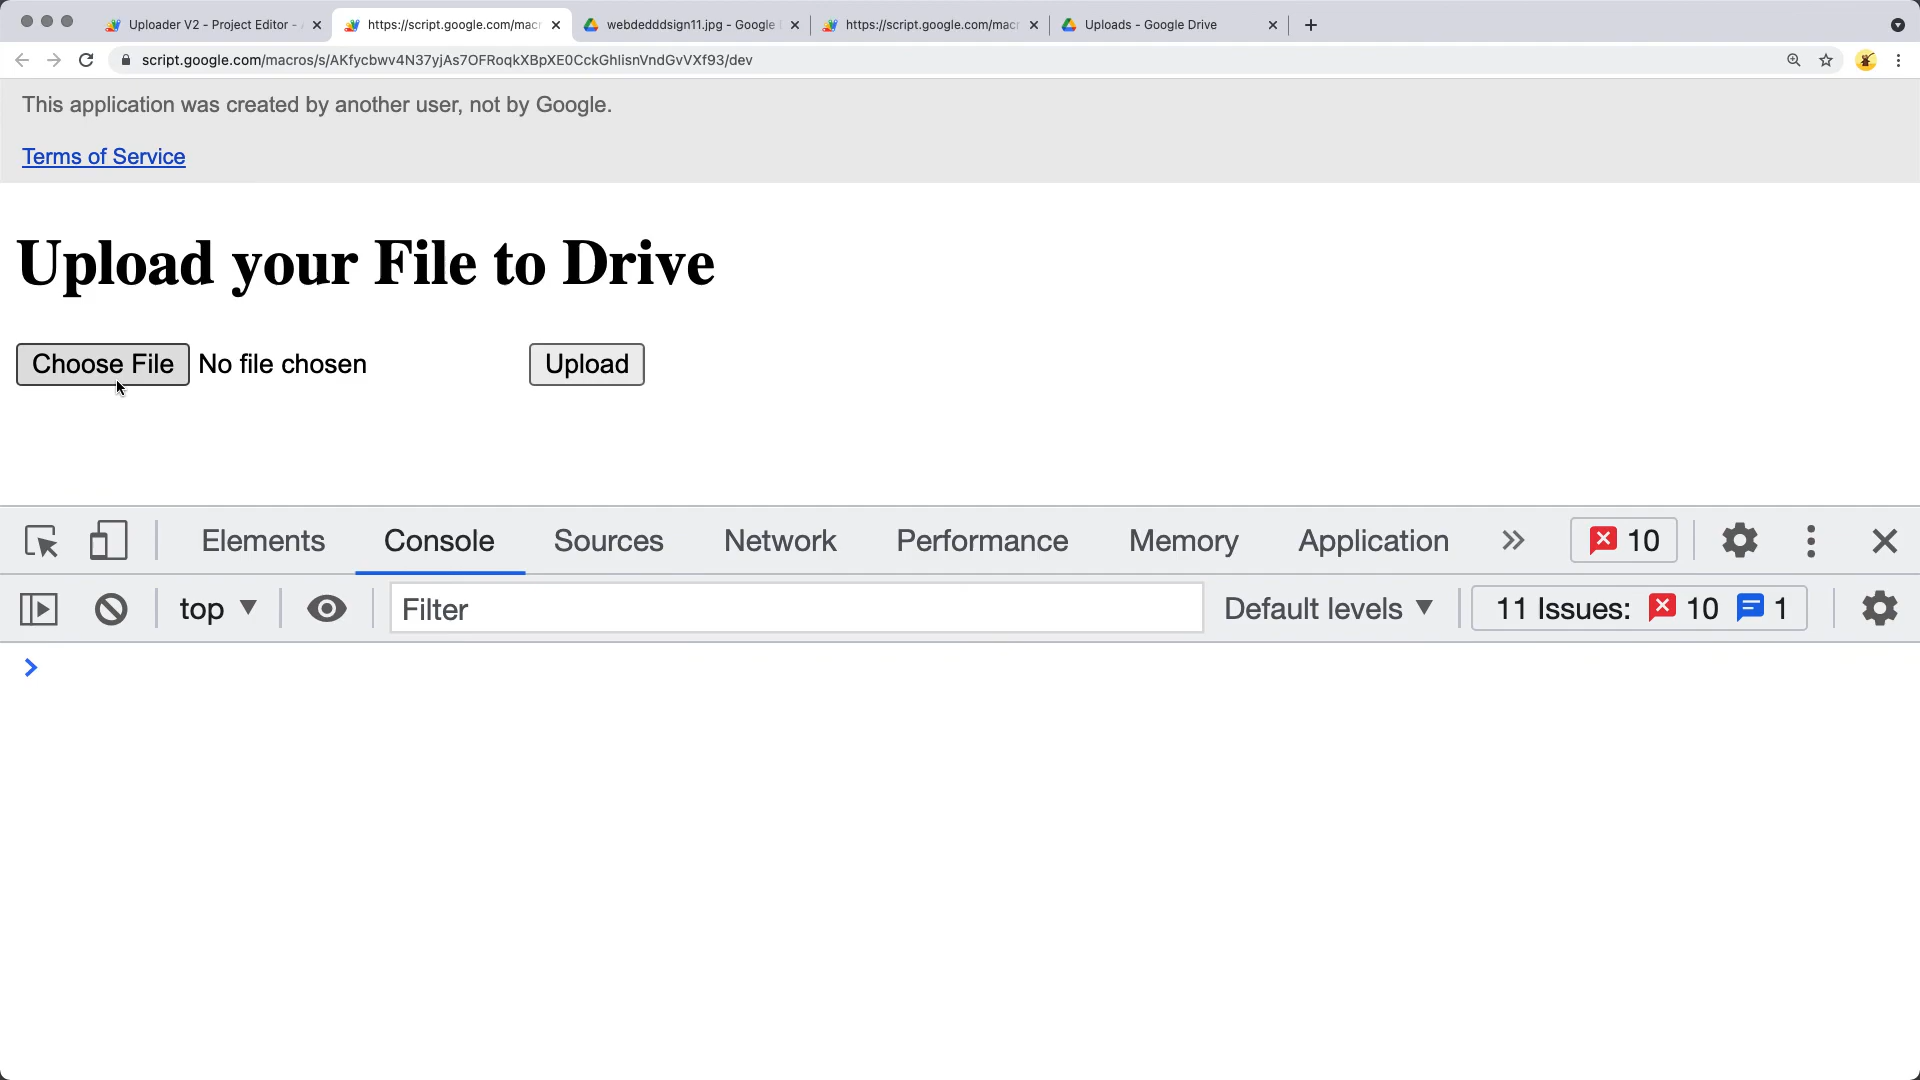 Uploader V2 - Project Editor -
https://script.google.com/macr
webdedddsign11.jpg - Google
https://script.google.com/macr
Uploads - Google Drive
script.google.com/macros/s/AKfycbwv4N37yjAs7OFRoqkXBpXE0CckGhlisnVndGvVXf93/dev
This application was created by another user, not by Google.
Terms of Service
Upload your File to Drive
Choose File No file chosen Upload
Elements Console Sources Network Performance Memory Application 10
top Filter Default levels 11 Issues: 10 1